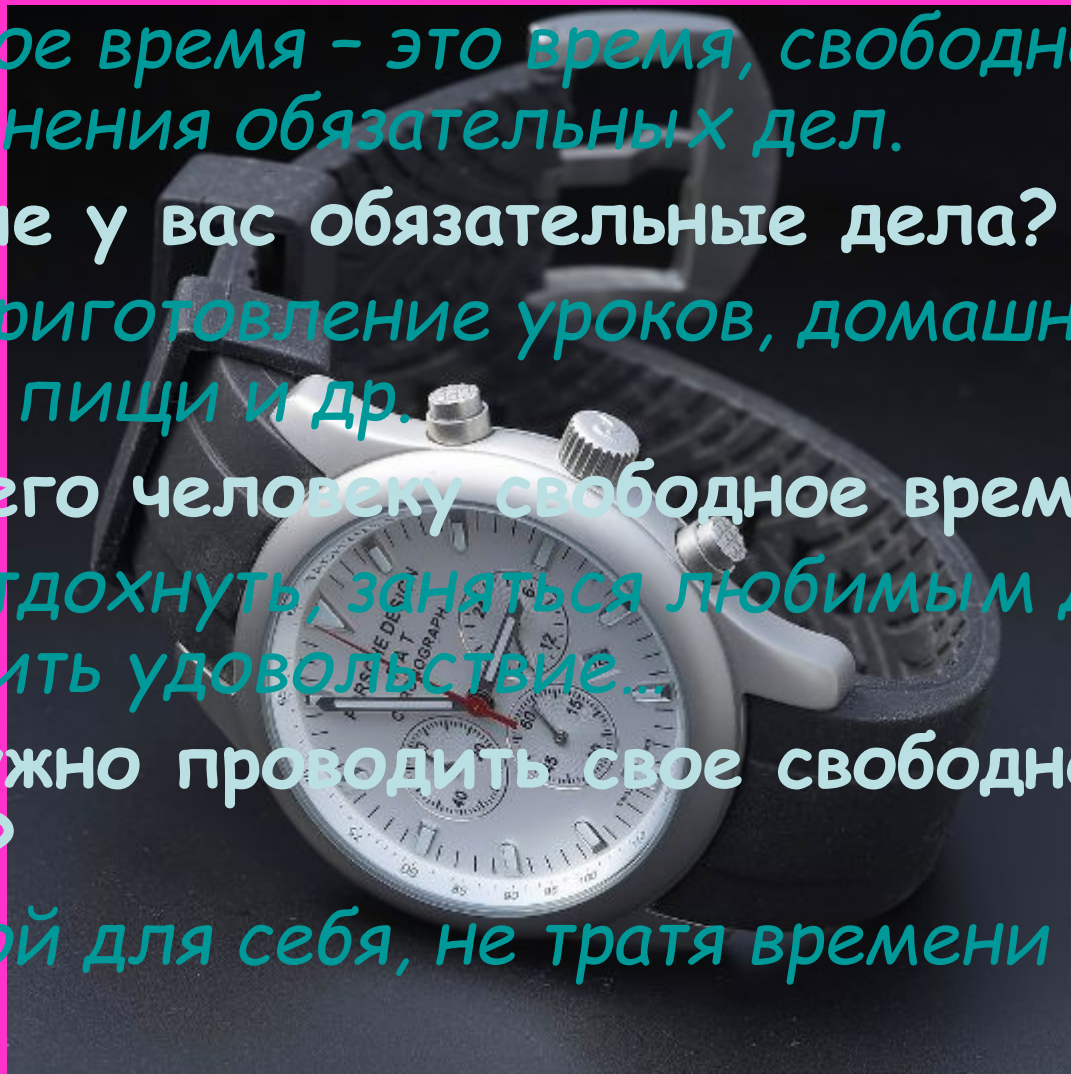 ое время – это время, свободн
нения обязательных дел.
ие у вас обязательные дела?
риготовление уроков, домашн
пищи и др.
его человеку свободное врем
тдохнуть, заняться любимым д
ить удовольствие…
жно проводить свое свободн
?
ой для себя, не тратя времени